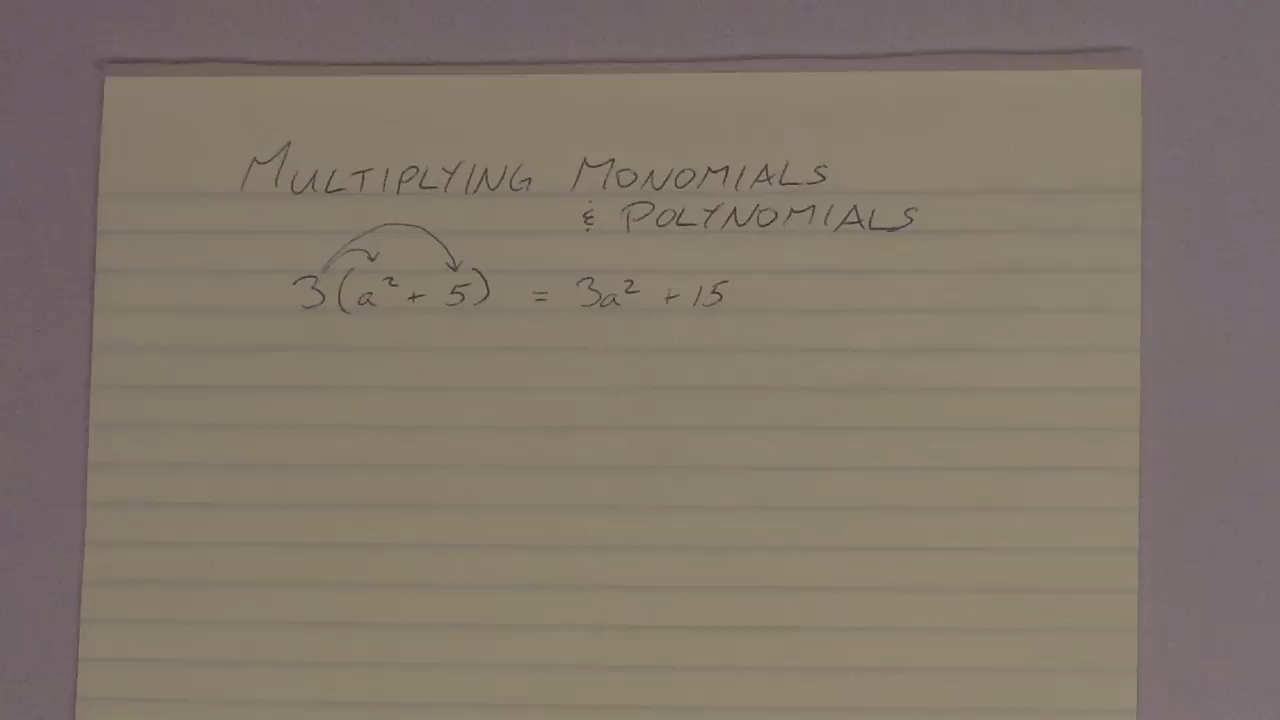 MULTIPLYING MONOMIALS
& POLYNOMIALS
3(a² + 5) = 3a² + 15